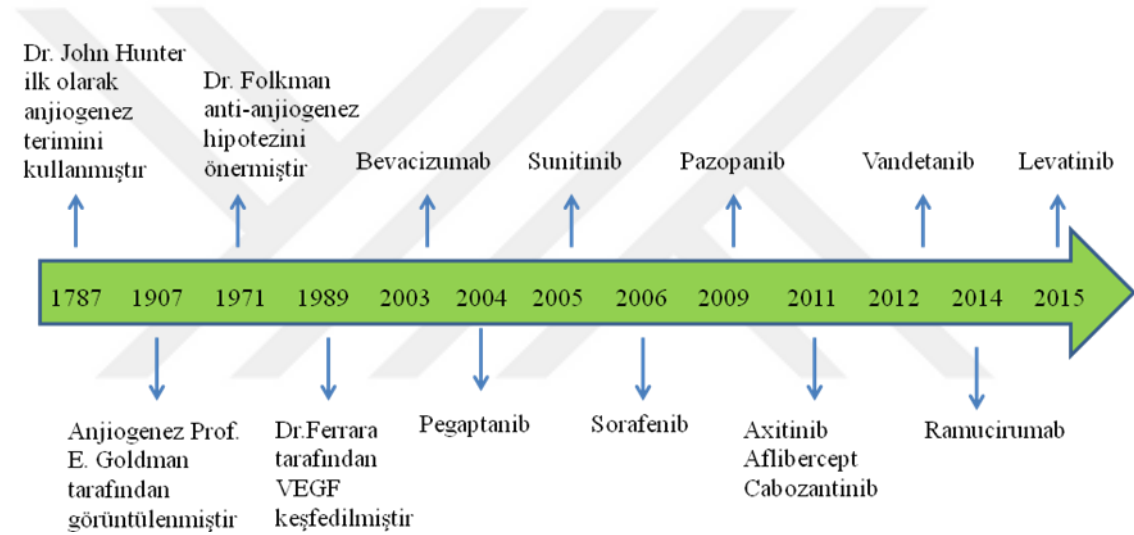 Dr. John Hunter
ilk olarak
anjiogenez
terimini
kullanmıştır
Dr. Folkman
anti-anjiogenez
hipotezini
önermiştir
Bevacizumab
Sunitinib
Pazopanib
Vandetanib
Levatinib
1787 1907 1971 1989 2003 2004 2005 2006 2009 2011 2012 2014 2015
Anjiogenez Prof.
E. Goldman
tarafından
görüntülenmiştir
Dr.Ferrara
tarafından
VEGF
keşfedilmiştir
Pegaptanib
Sorafenib
Axitinib
Aflibercept
Cabozantinib
Ramucirumab